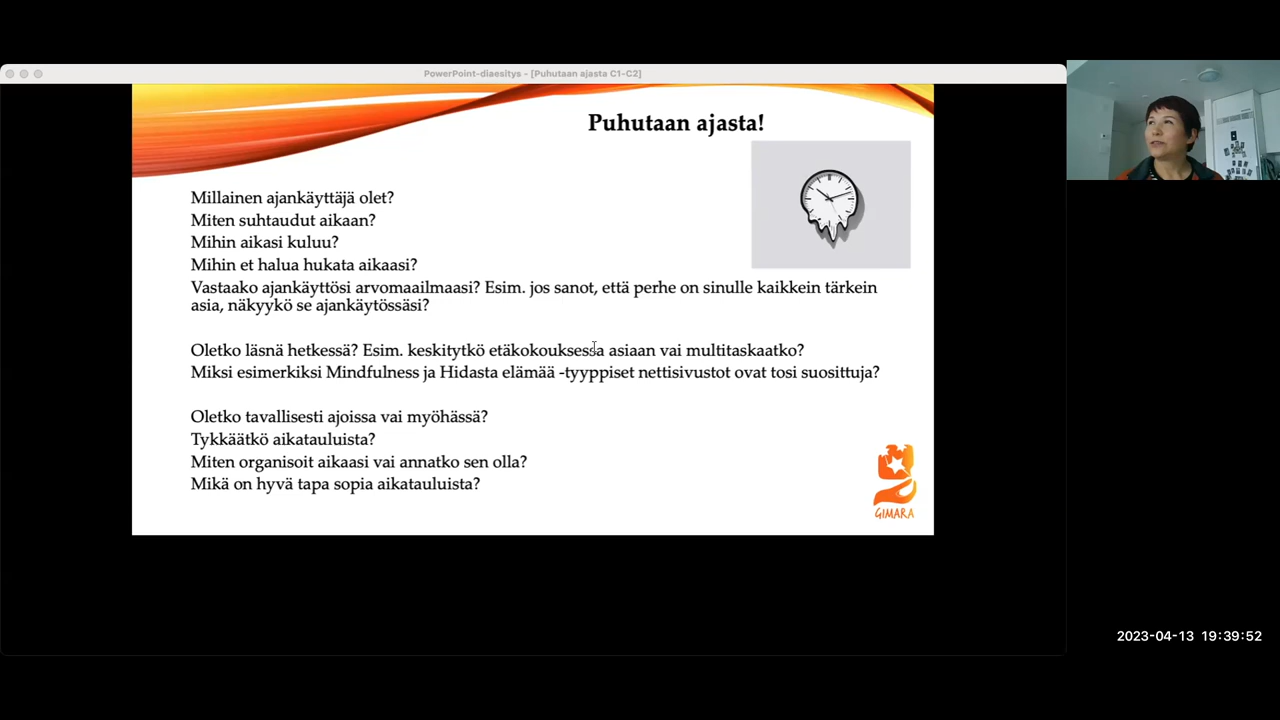 PowerPoint-diaesitys - [Puhutaan ajasta C1-C2]
Puhutaan ajasta!
Millainen ajankäyttäjä olet?
Miten suhtaudut aikaan?
Mihin aikasi kuluu?
Mihin et halua hukata aikaasi?
Vastaako ajankäyttösi arvomaailmaasi? Esim. jos sanot, että perhe on sinulle kaikkein tärkein
asia, näkyykö se ajankäytössäsi?
Oletko läsnä hetkessä? Esim. keskitytkö etäkokouksessa asiaan vai multitaskaatko?
Miksi esimerkiksi Mindfulness ja Hidasta elämää -tyyppiset nettisivustot ovat tosi suosittuja?
Oletko tavallisesti ajoissa vai myöhässä?
Tykkäätkö aikatauluista?
Miten organisoit aikaasi vai annatko sen olla?
Mikä on hyvä tapa sopia aikatauluista?
GIMARA
2023-04-13 19:39:52